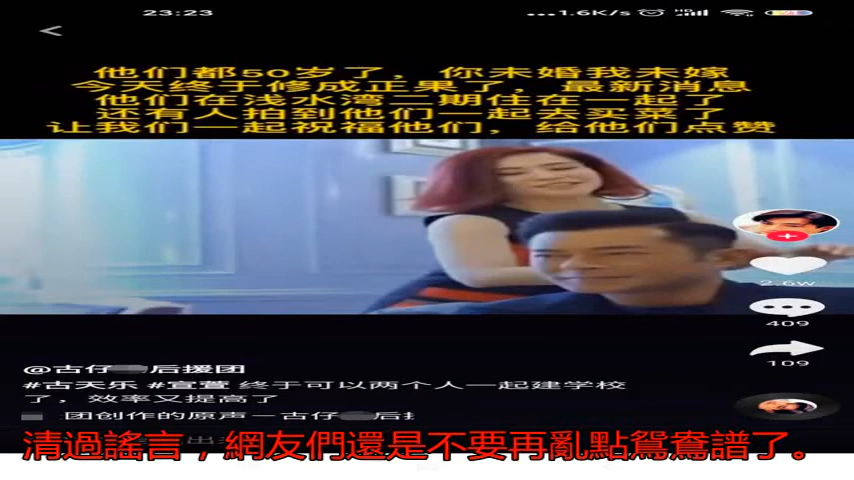 23:23
1.6K/s
HD
他们都50岁了，你未婚我未嫁
今天终于修成正果了，最新消息
他们在浅水湾二期住在一起了
还有人拍到他们一起去买菜了
让我们一起祝福他们，给他们点赞
2.6w
409
109
@古仔 后援团
#古天乐 #宣萱 终于可以两个人一起建学校
了，效率又提高了
团创作的原声－古仔 后
清過謠言，網友們還是不要再亂點鴛鴦譜了。